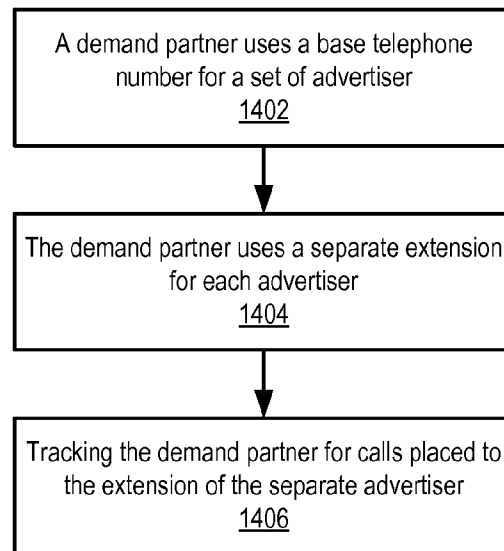 A demand partner uses a base telephone
number for a set of advertiser
1402
The demand partner uses a separate extension
for each advertiser
1404
Tracking the demand partner for calls placed to
the extension of the separate advertiser
1406